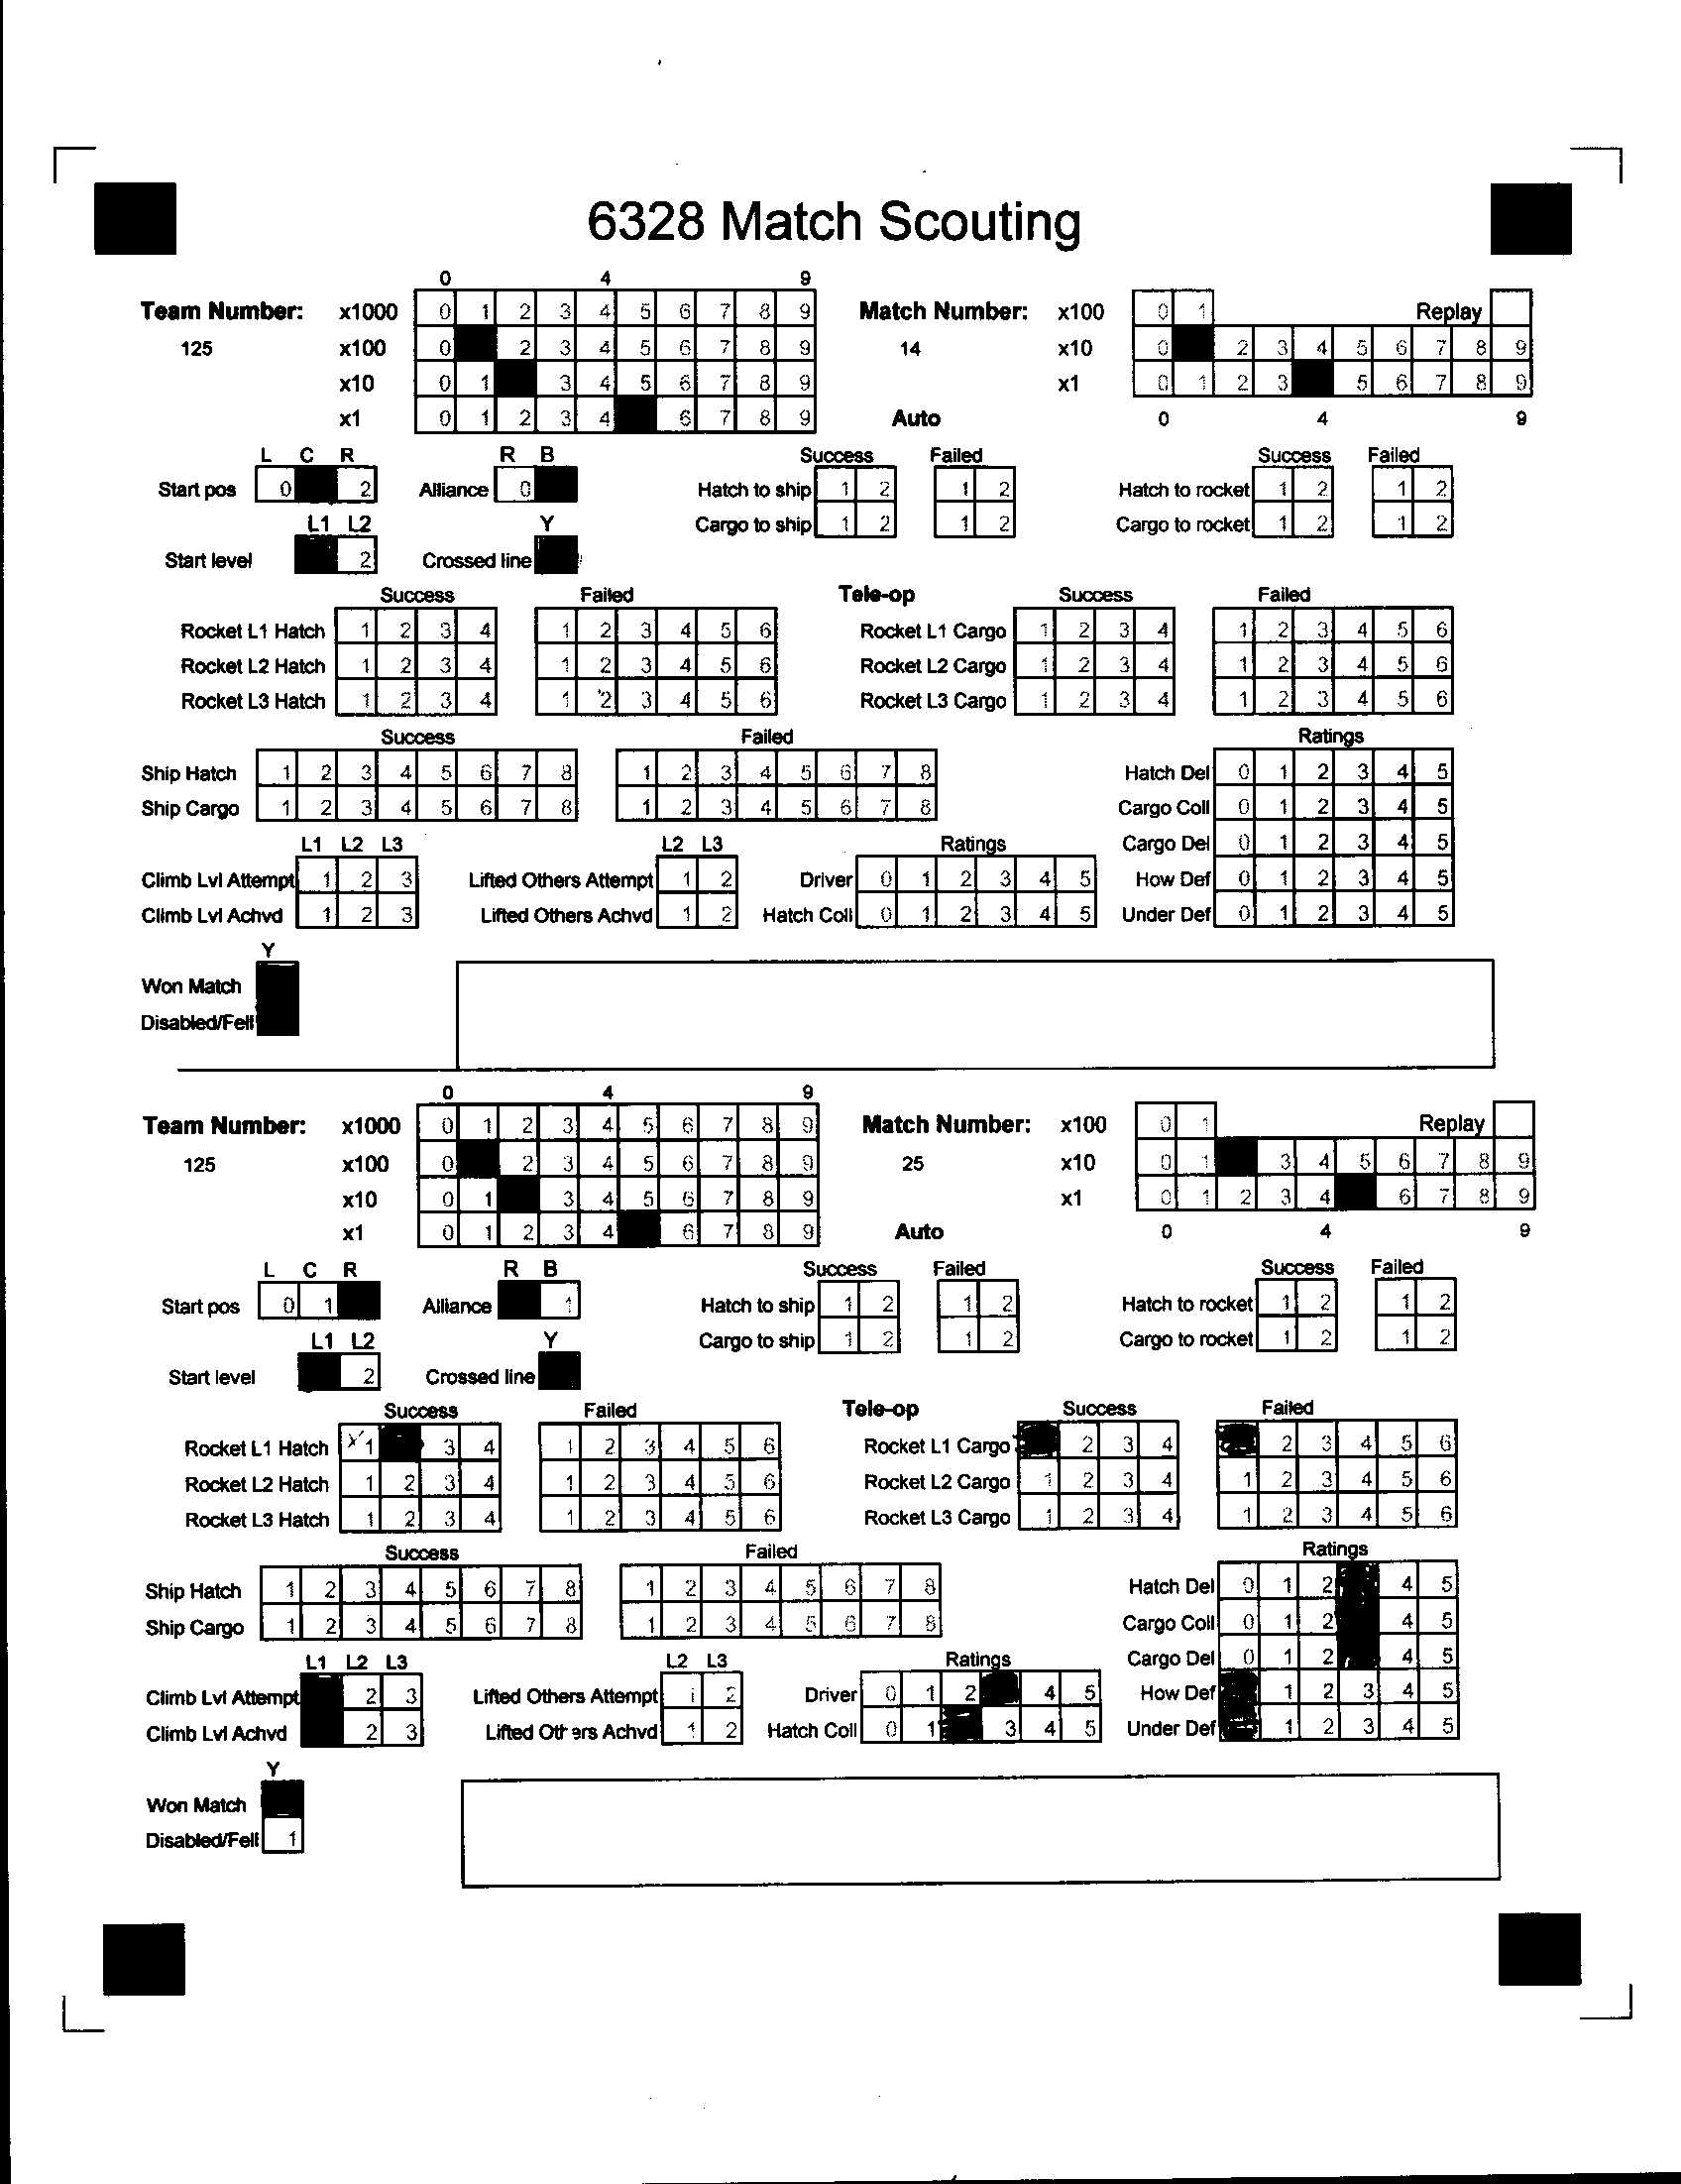 6328 Match Scouting
0 4 9
Team Number: x1000 0 1 2 3 4 5 6 7 8 9 Match Number: x100 0 1 Replay
125 x100 0 2 3 4 5 6 7 8 9 14 x10 0 2 3 4 5 6 7 8 9
x10 0 1 3 4 5 6 7 8 9 x1 0 1 2 3 5 6 7 8 9
x1 0 1 2 3 4 6 7 8 9 Auto 0 4 9
L C R R B Success Failed Success Failed
Start pos 0 2 Alliance 0 Hatch to ship 1 2 1 2 Hatch to rocket 1 2 1 2
L1 L2 Y Cargo to ship 1 2 1 2 Cargo to rocket 1 2 1 2
Start level 2 Crossed line
Success Failed Tele-op Success Failed
Rocket L1 Hatch 1 2 3 4 1 2 3 4 5 6 Rocket L1 Cargo 1 2 3 4 1 2 3 4 5 6
Rocket L2 Hatch 1 2 3 4 1 2 3 4 5 6 Rocket L2 Cargo 1 2 3 4 1 2 3 4 5 6
Rocket L3 Hatch 1 2 3 4 1 2 3 4 5 6 Rocket L3 Cargo 1 2 3 4 1 2 3 4 5 6
Success Failed Ratings
Ship Hatch 1 2 3 4 5 6 7 8 1 2 3 4 5 6 7 8 Hatch Del 0 1 2 3 4 5
Ship Cargo 1 2 3 4 5 6 7 8 1 2 3 4 5 6 7 8 Cargo Coll 0 1 2 3 4 5
L1 L2 L3 L2 L3 Ratings Cargo Del 0 1 2 3 4 5
Climb Lvl Attempt 1 2 3 Lifted Others Attempt 1 2 Driver 0 1 2 3 4 5 How Def 0 1 2 3 4 5
Climb Lvl Achvd 1 2 3 Lifted Others Achvd 1 2 Hatch Coll 0 1 2 3 4 5 Under Def 0 1 2 3 4 5
Y
Won Match
Disabled/Fell
0 4 9
Team Number: x1000 0 1 2 3 4 5 6 7 8 9 Match Number: x100 0 1 Replay
125 x100 0 2 3 4 5 6 7 8 9 25 x10 0 1 3 4 5 6 7 8 9
x10 0 1 3 4 5 6 7 8 9 x1 0 1 2 3 4 6 7 8 9
x1 0 1 2 3 4 6 7 8 9 Auto 0 4 9
L C R R B Success Failed Success Failed
Start pos 0 1 Alliance 1 Hatch to ship 1 2 1 2 Hatch to rocket 1 2 1 2
L1 L2 Y Cargo to ship 1 2 1 2 Cargo to rocket 1 2 1 2
Start level 2 Crossed line
Success Failed Tele-op Success Failed
Rocket L1 Hatch x 1 3 4 1 2 3 4 5 6 Rocket L1 Cargo 2 3 4 2 3 4 5 6
Rocket L2 Hatch 1 2 3 4 1 2 3 4 5 6 Rocket L2 Cargo 1 2 3 4 1 2 3 4 5 6
Rocket L3 Hatch 1 2 3 4 1 2 3 4 5 6 Rocket L3 Cargo 1 2 3 4 1 2 3 4 5 6
Success Failed Ratings
Ship Hatch 1 2 3 4 5 6 7 8 1 2 3 4 5 6 7 8 Hatch Del 0 1 2 4 5
Ship Cargo 1 2 3 4 5 6 7 8 1 2 3 4 5 6 7 8 Cargo Coll 0 1 2 4 5
L1 L2 L3 L2 L3 Ratings Cargo Del 0 1 2 4 5
Climb Lvl Attempt 2 3 Lifted Others Attempt 1 2 Driver 0 1 2 4 5 How Def 1 2 3 4 5
Climb Lvl Achvd 2 3 Lifted Others Achvd 1 2 Hatch Coll 0 1 3 4 5 Under Def 1 2 3 4 5
Y
Won Match
Disabled/Fell 1